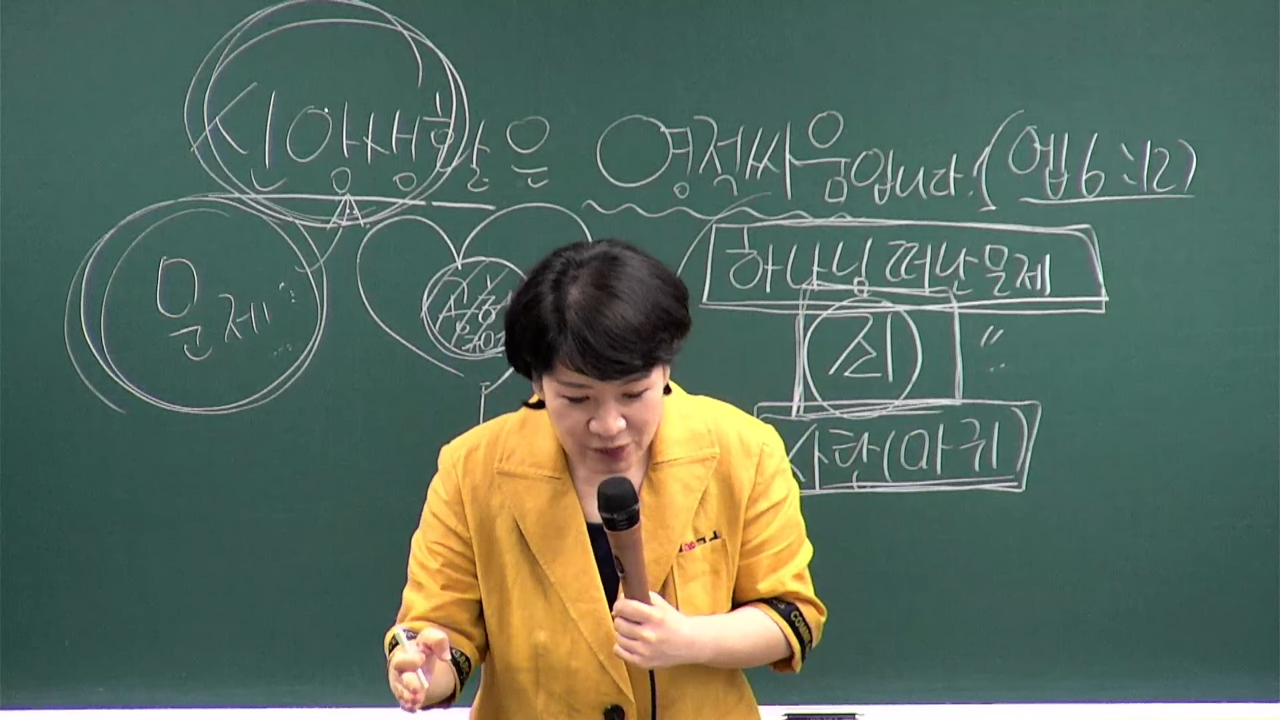 신앙생활은 영적싸움입니다.(엡6:12)
하나님 떠난 문제
문제
죄
사탄(마귀)